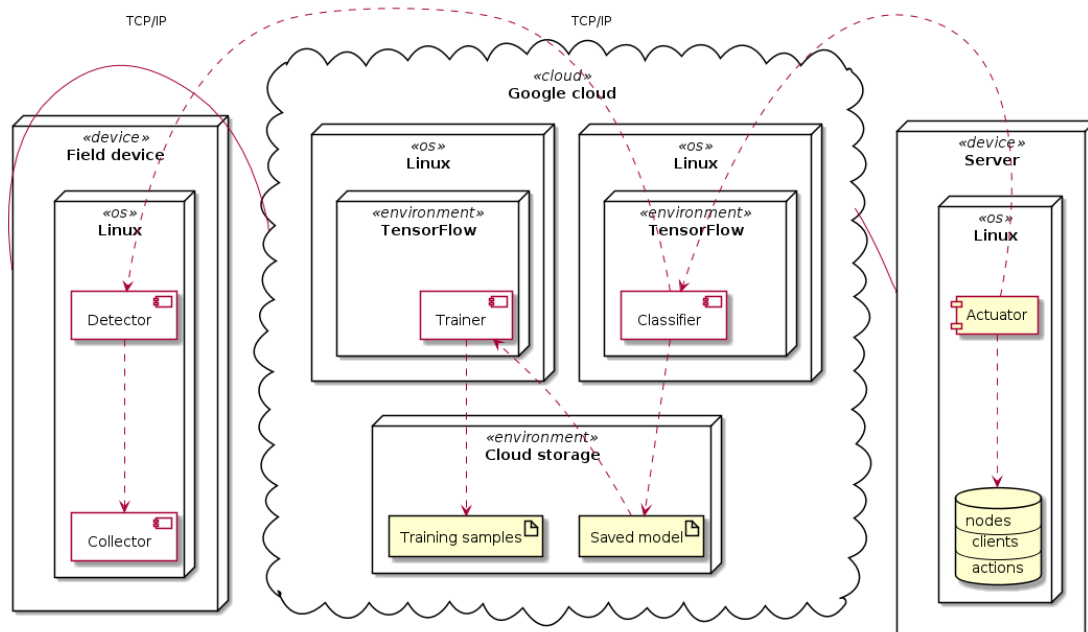 TCP/IP
TCP/IP
«device»
Field device
«os»
Linux
Detector
Collector
«cloud»
Google cloud
«os»
Linux
«environment»
TensorFlow
Trainer
«os»
Linux
«environment»
TensorFlow
Classifier
«environment»
Cloud storage
Training samples
Saved model
«device»
Server
«os»
Linux
Actuator
nodes
clients
actions